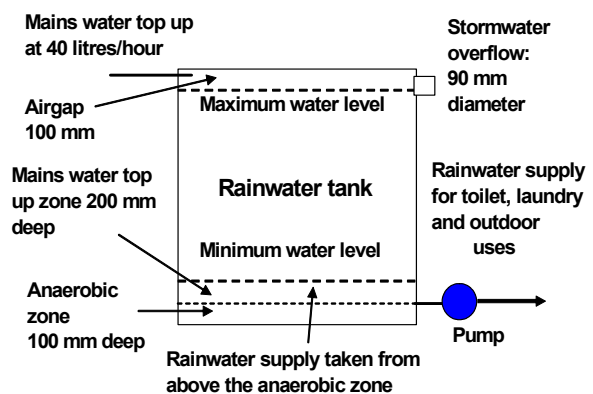 Mains water top up
at 40 litres/hour
Airgap
100 mm
Maximum water level
Stormwater
overflow:
90 mm
diameter
Mains water top
up zone 200 mm
deep
Rainwater tank
Rainwater supply
for toilet, laundry
and outdoor
uses
Minimum water level
Anaerobic
zone
100 mm deep
Pump
Rainwater supply taken from
above the anaerobic zone